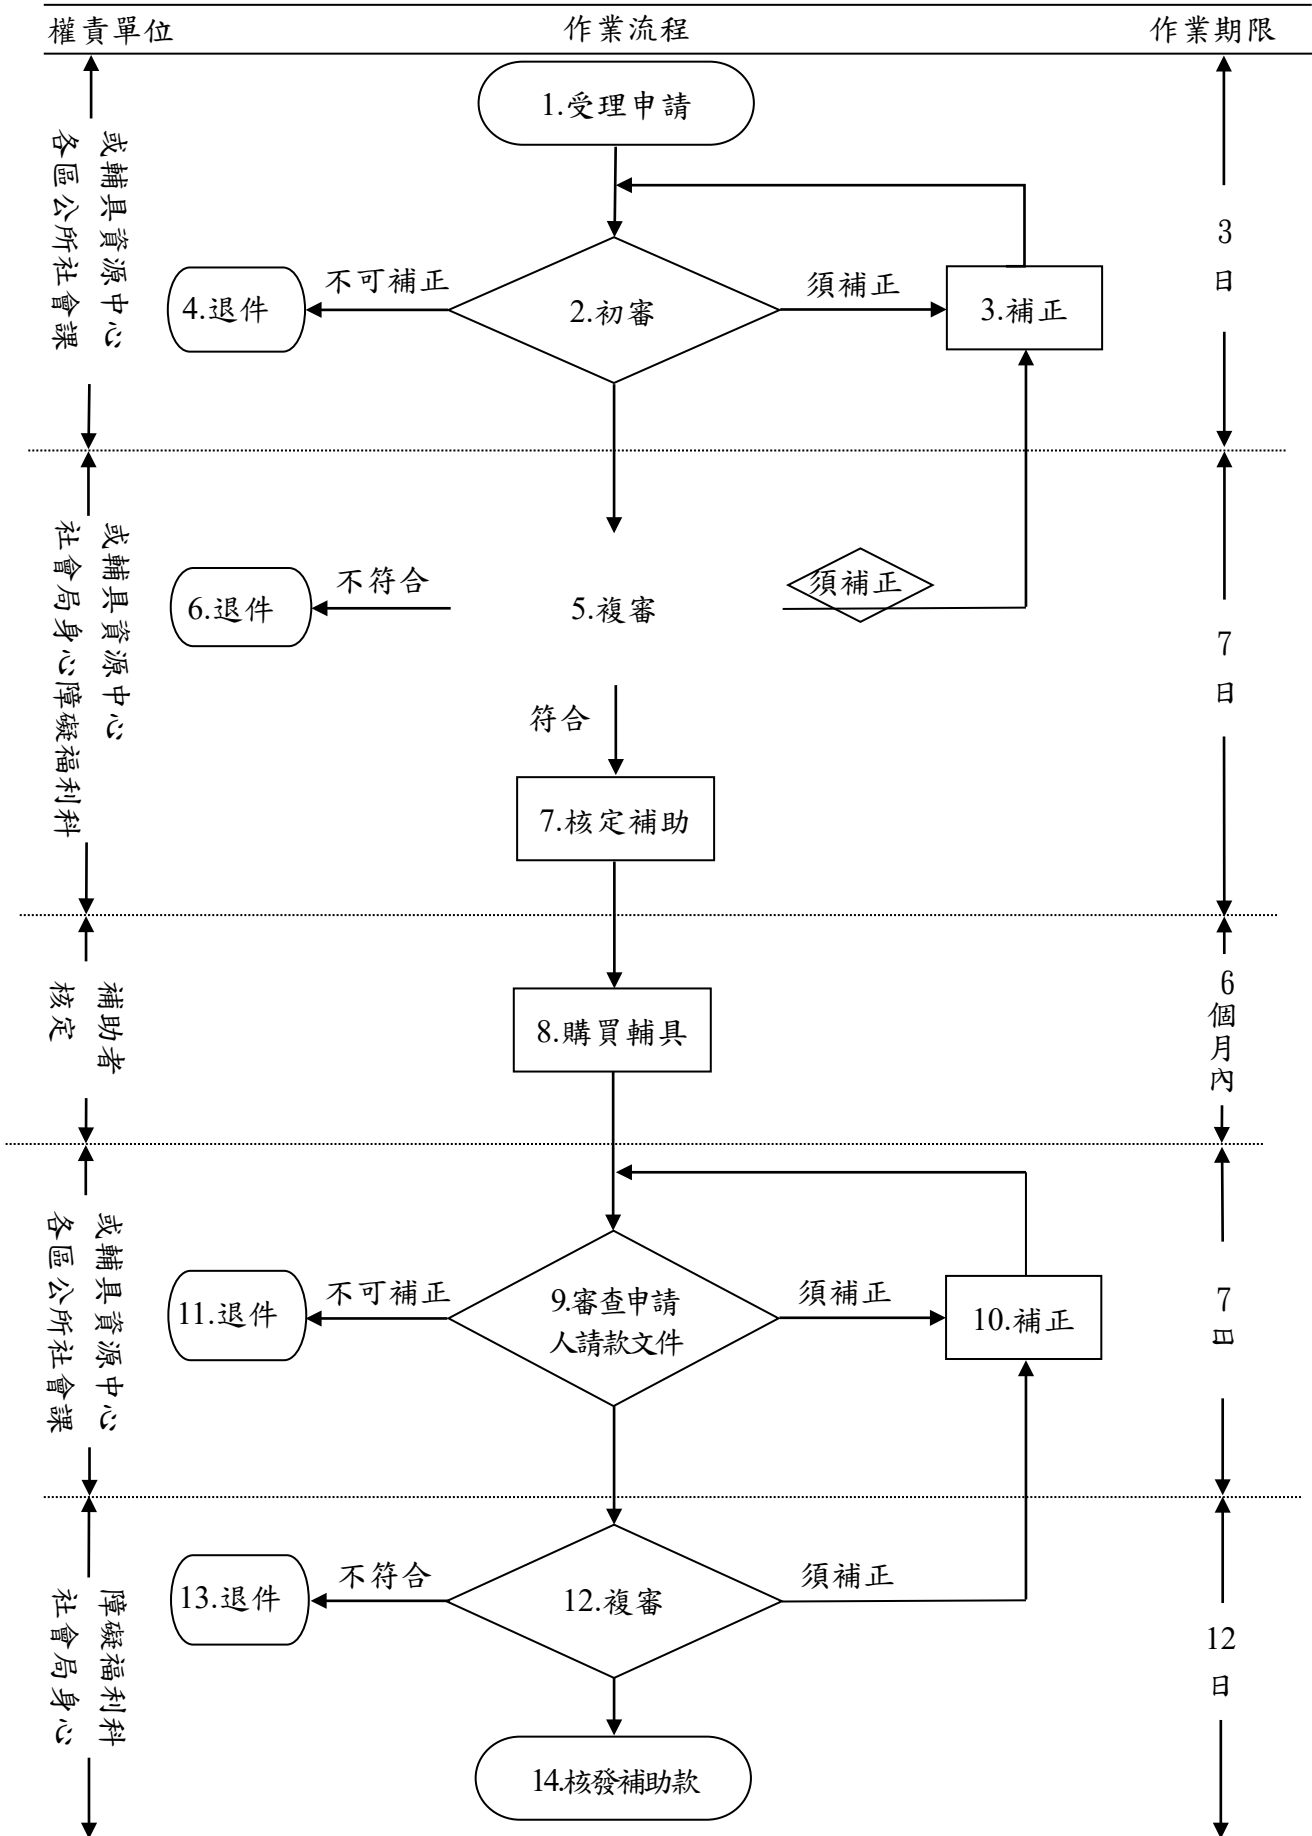 權責單位
作業流程
作業期限
1.受理申請
各區公所社會課
或輔具資源中心
3
日
不可補正
須補正
4.退件
2.初審
3.補正
社會局身心障礙福利科
或輔具資源中心
7
日
不符合
須補正
6.退件
5.複審
符合
7.核定補助
核定
補助者
6
個
月
內
8.購買輔具
各區公所社會課
或輔具資源中心
7
日
不可補正
須補正
11.退件
9.審查申請
人請款文件
10.補正
社會局身心
障礙福利科
12
日
不符合
須補正
13.退件
12.複審
14.核發補助款